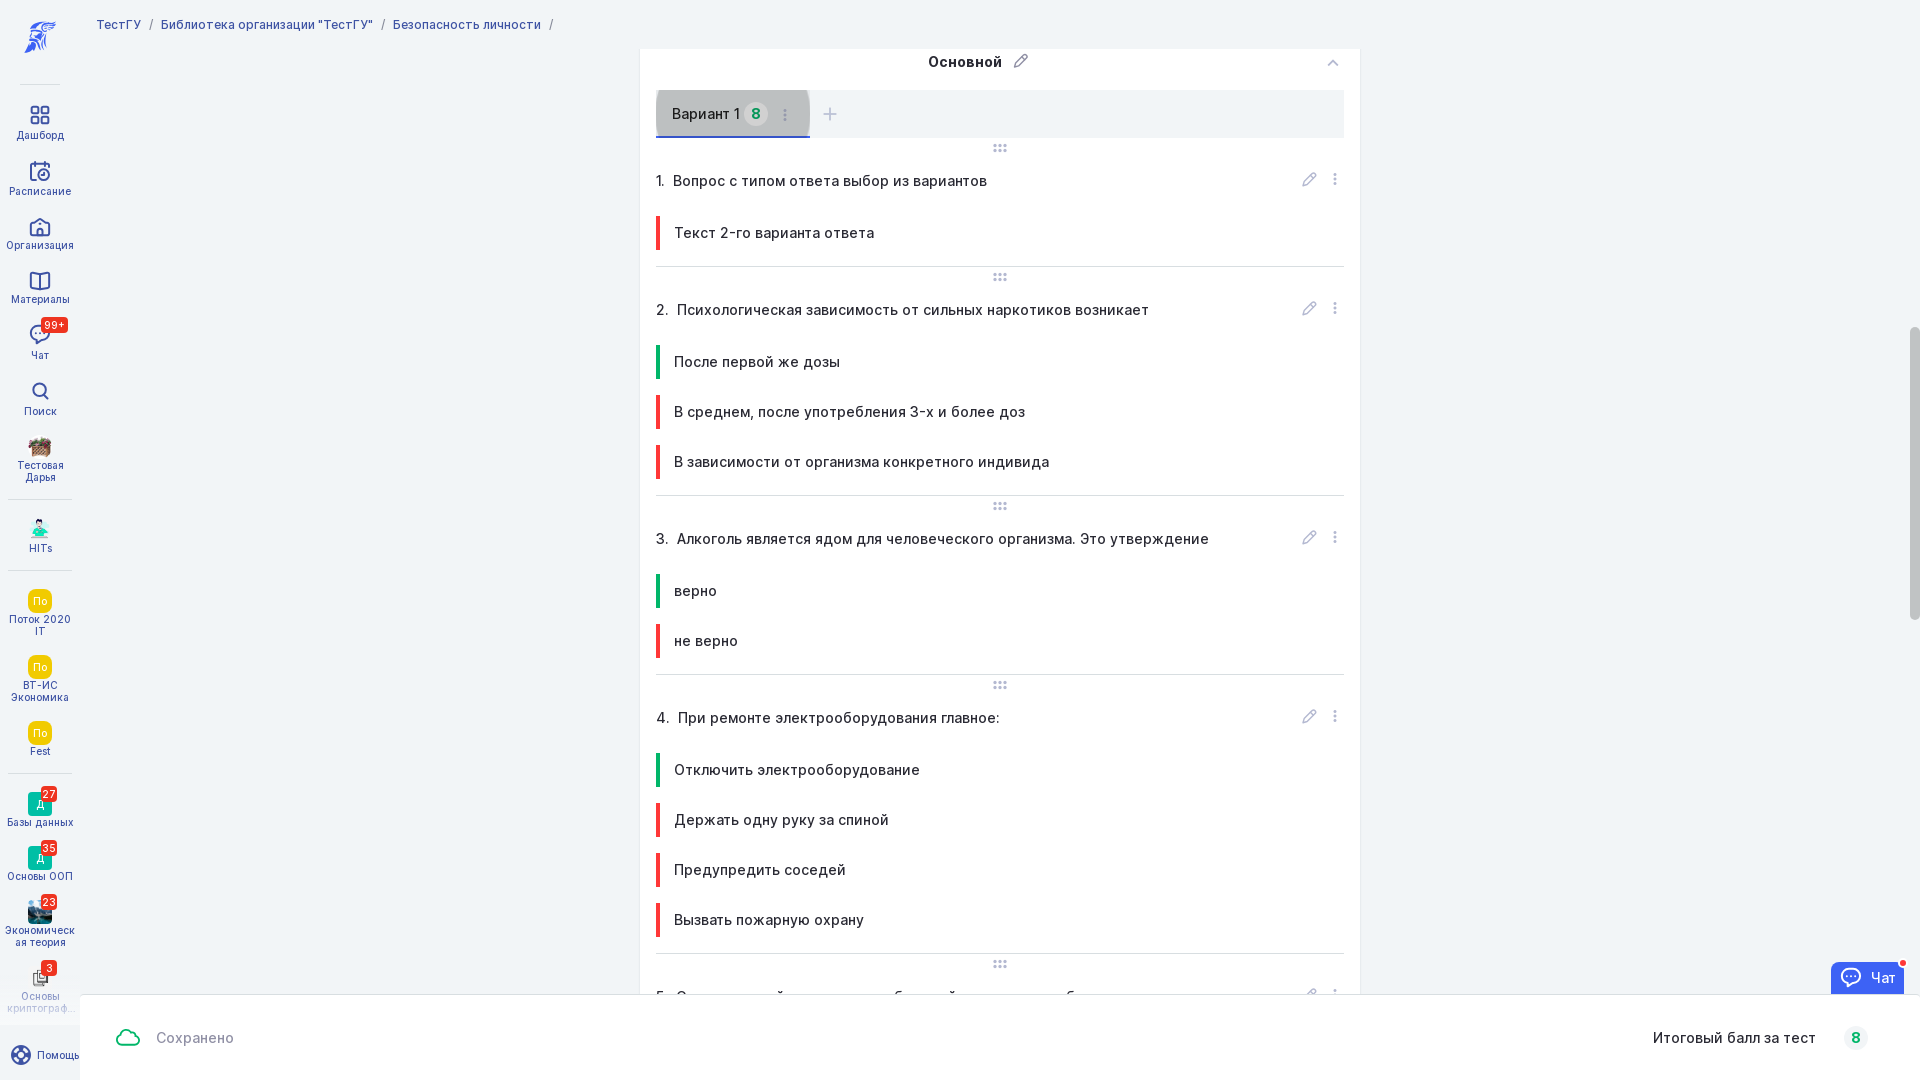 ТестГУ / Библиотека организации "ТестГУ" / Безопасность личности /
Дашборд
Расписание
Организация
Материалы
99+
Чат
Поиск
Тестовая
Дарья
HITs
По
Поток 2020
IT
По
ВТ-ИС
Экономика
По
Fest
Д
27
Базы данных
Д
35
Основы ООП
23
Экономическ
ая теория
3
Основы
криптограф...
Помощь
Основной
Вариант 1 8
1. Вопрос с типом ответа выбор из вариантов
Текст 2-го варианта ответа
2. Психологическая зависимость от сильных наркотиков возникает
После первой же дозы
В среднем, после употребления 3-х и более доз
В зависимости от организма конкретного индивида
3. Алкоголь является ядом для человеческого организма. Это утверждение
верно
не верно
4. При ремонте электрооборудования главное:
Отключить электрооборудование
Держать одну руку за спиной
Предупредить соседей
Вызвать пожарную охрану
Чат
Сохранено
Итоговый балл за тест 8